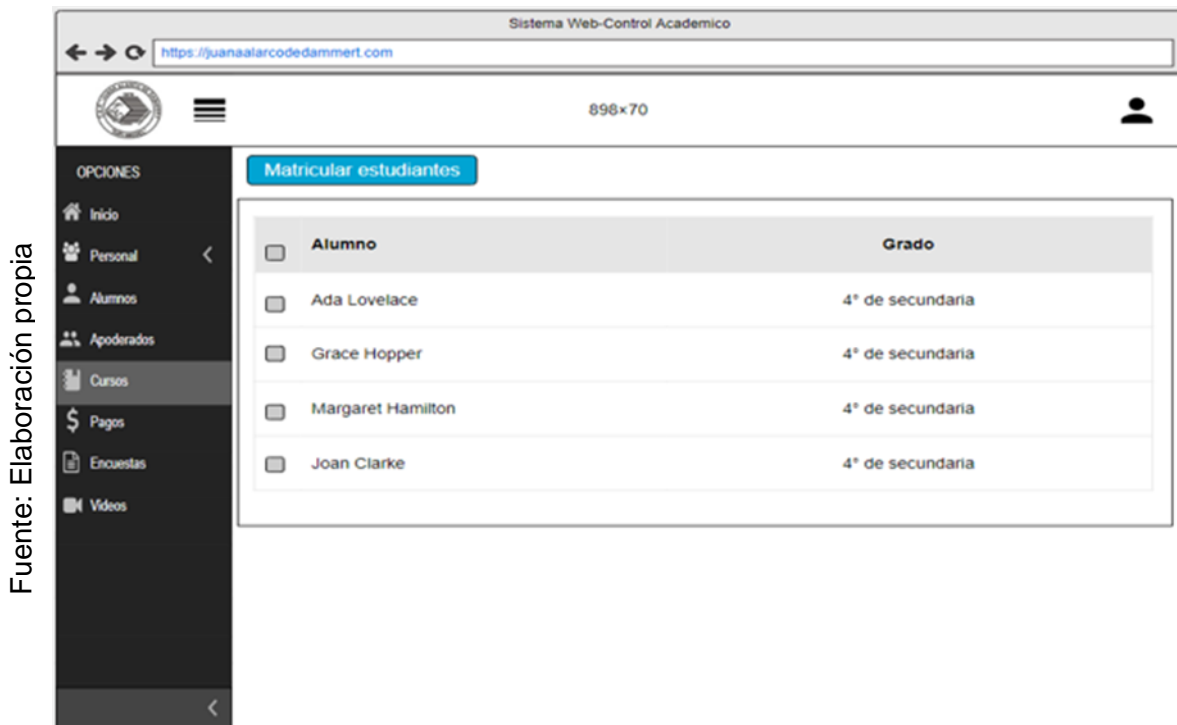 Sistema Web-Control Academico
https://juanaalarcodedammert.com
898×70
OPCIONES
Inicio
Personal
Alumnos
Apoderados
Cursos
Pagos
Encuestas
Videos
Matricular estudiantes
Alumno Grado
Ada Lovelace 4° de secundaria
Grace Hopper 4° de secundaria
Margaret Hamilton 4° de secundaria
Joan Clarke 4° de secundaria
Fuente: Elaboración propia